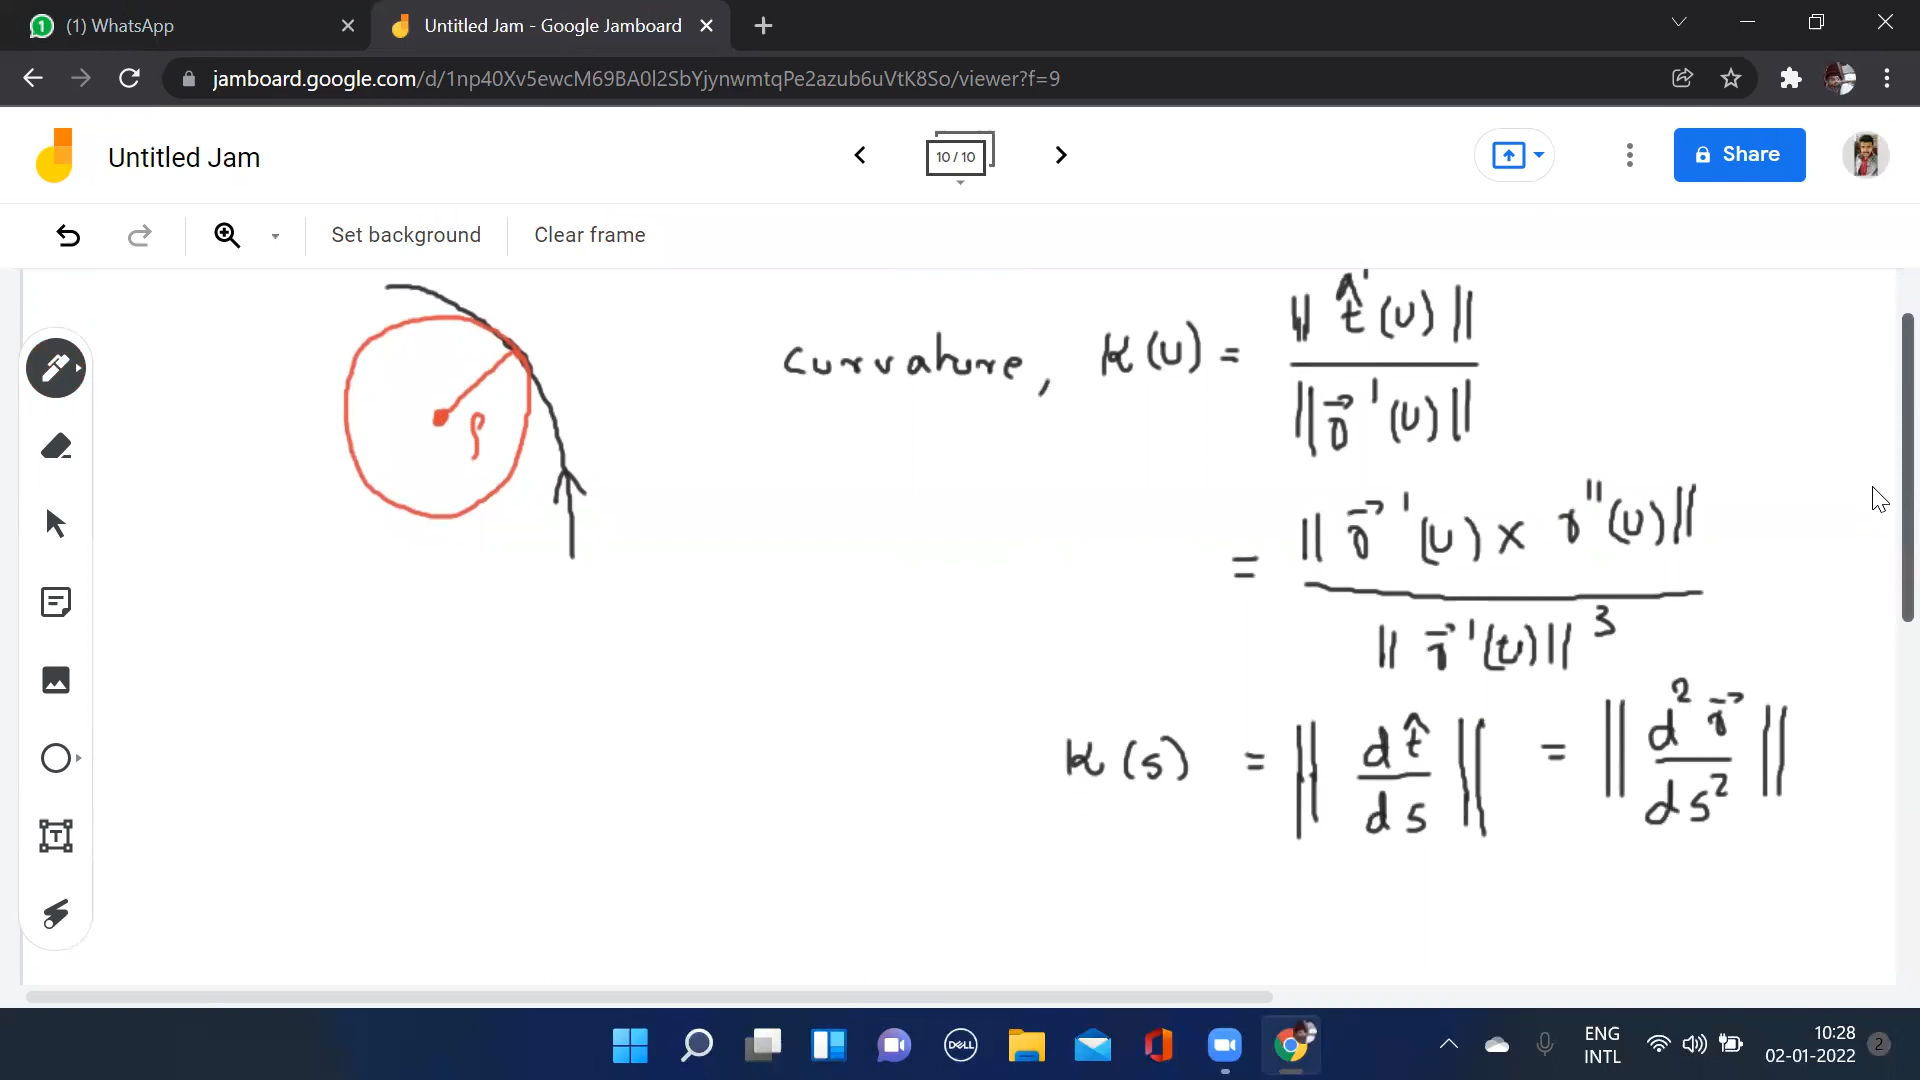 (1) WhatsApp
Untitled Jam - Google Jamboard
jamboard.google.com/d/1np40Xv5ewcM69BA0l2SbYjynwmtqPe2azub6uVtK8So/viewer?f=9
Untitled Jam
10 / 10
Share
Set background
Clear frame
ρ
curvature, κ(u) = ‖ t̂'(u) ‖ / ‖ r⃗'(u) ‖
= ‖ r⃗'(u) × r''(u) ‖ / ‖ r⃗'(u) ‖³
κ(s) = ‖ dt̂ / ds ‖ = ‖ d²r⃗ / ds² ‖
DELL
ENG
INTL
10:28
02-01-2022
2